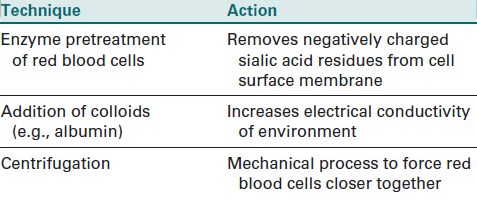 Technique Action
Enzyme pretreatment Removes negatively charged
of red blood cells sialic acid residues from cell
surface membrane
Addition of colloids Increases electrical conductivity
(e.g., albumin) of environment
Centrifugation Mechanical process to force red
blood cells closer together